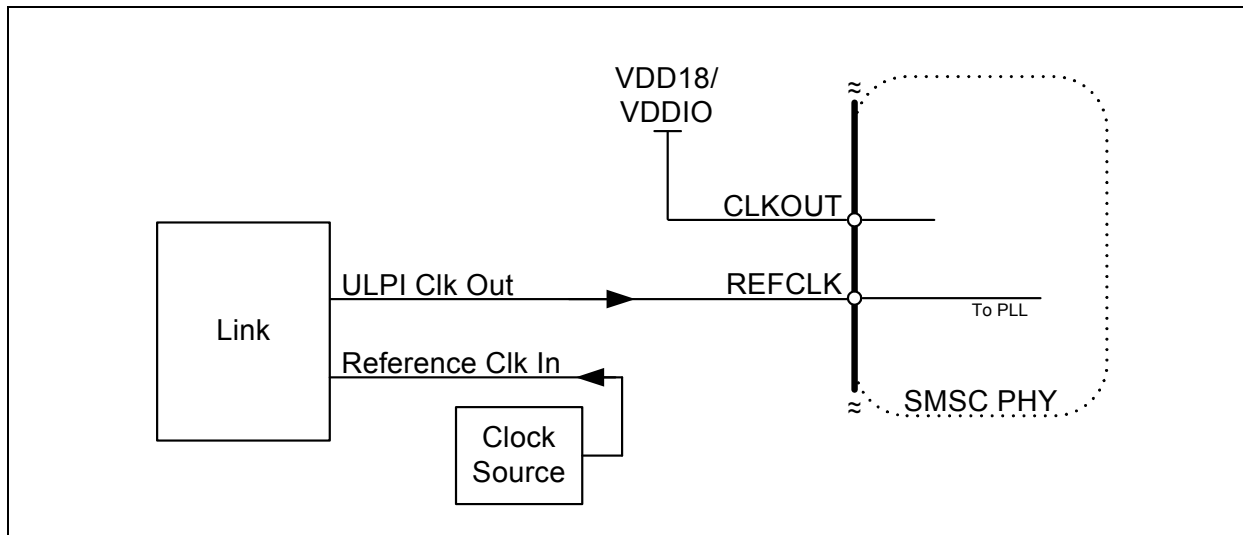 VDD18/
VDDIO
CLKOUT
ULPI Clk Out
REFCLK
To PLL
Link
Reference Clk In
SMSC PHY
Clock
Source